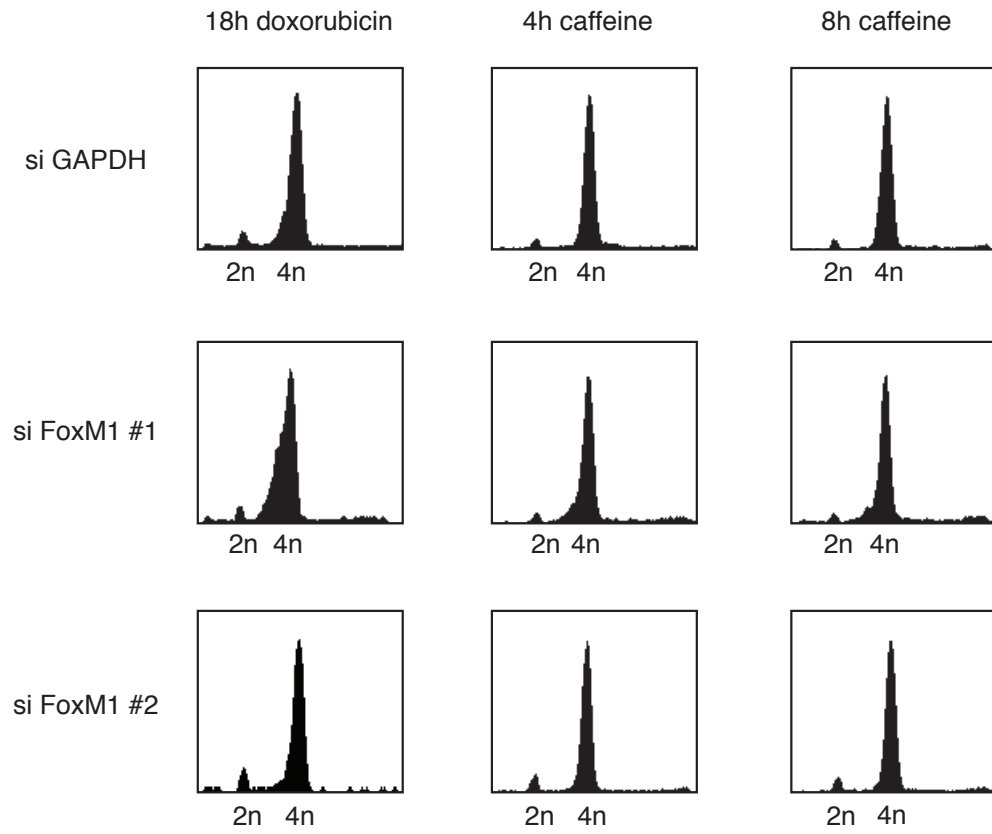 18h doxorubicin 4h caffeine 8h caffeine
si GAPDH
2n 4n 2n 4n 2n 4n
si FoxM1 #1
2n 4n 2n 4n 2n 4n
si FoxM1 #2
2n 4n 2n 4n 2n 4n